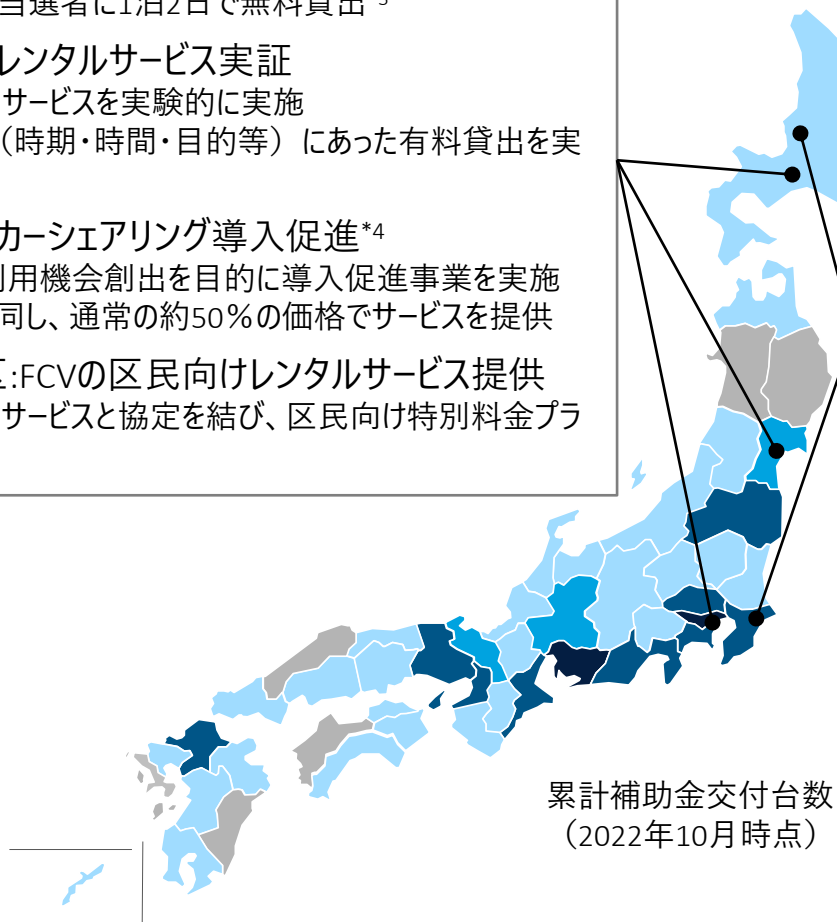 当選者に1泊2日で無料貸出*3
レンタルサービス実証
サービスを実験的に実施
(時期・時間・目的等)にあった有料貸出を実
カーシェアリング導入促進*4
利用機会創出を目的に導入促進事業を実施
同し、通常の約50％の価格でサービスを提供
区:FCVの区民向けレンタルサービス提供
サービスと協定を結び、区民向け特別料金プラ
累計補助金交付台数
（2022年10月時点）